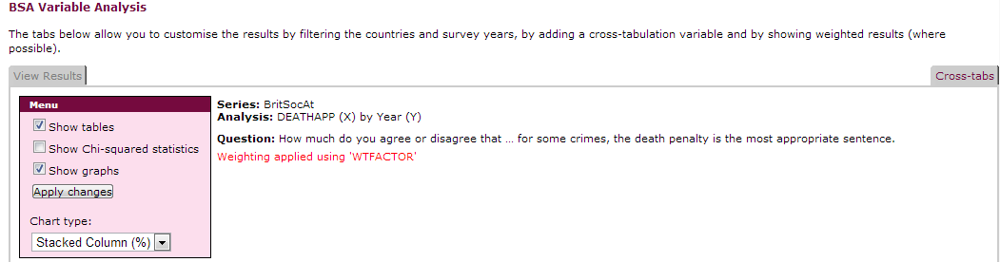 BSA Variable Analysis
The tabs below allow you to customise the results by filtering the countries and survey years, by adding a cross-tabulation variable and by showing weighted results (where
possible).
View Results
Cross-tabs
Menu
Show tables
Show Chi-squared statistics
Show graphs
Apply changes
Chart type:
Stacked Column (%)
Series: BritSocAt
Analysis: DEATHAPP (X) by Year (Y)
Question: How much do you agree or disagree that ... for some crimes, the death penalty is the most appropriate sentence.
Weighting applied using 'WTFACTOR'